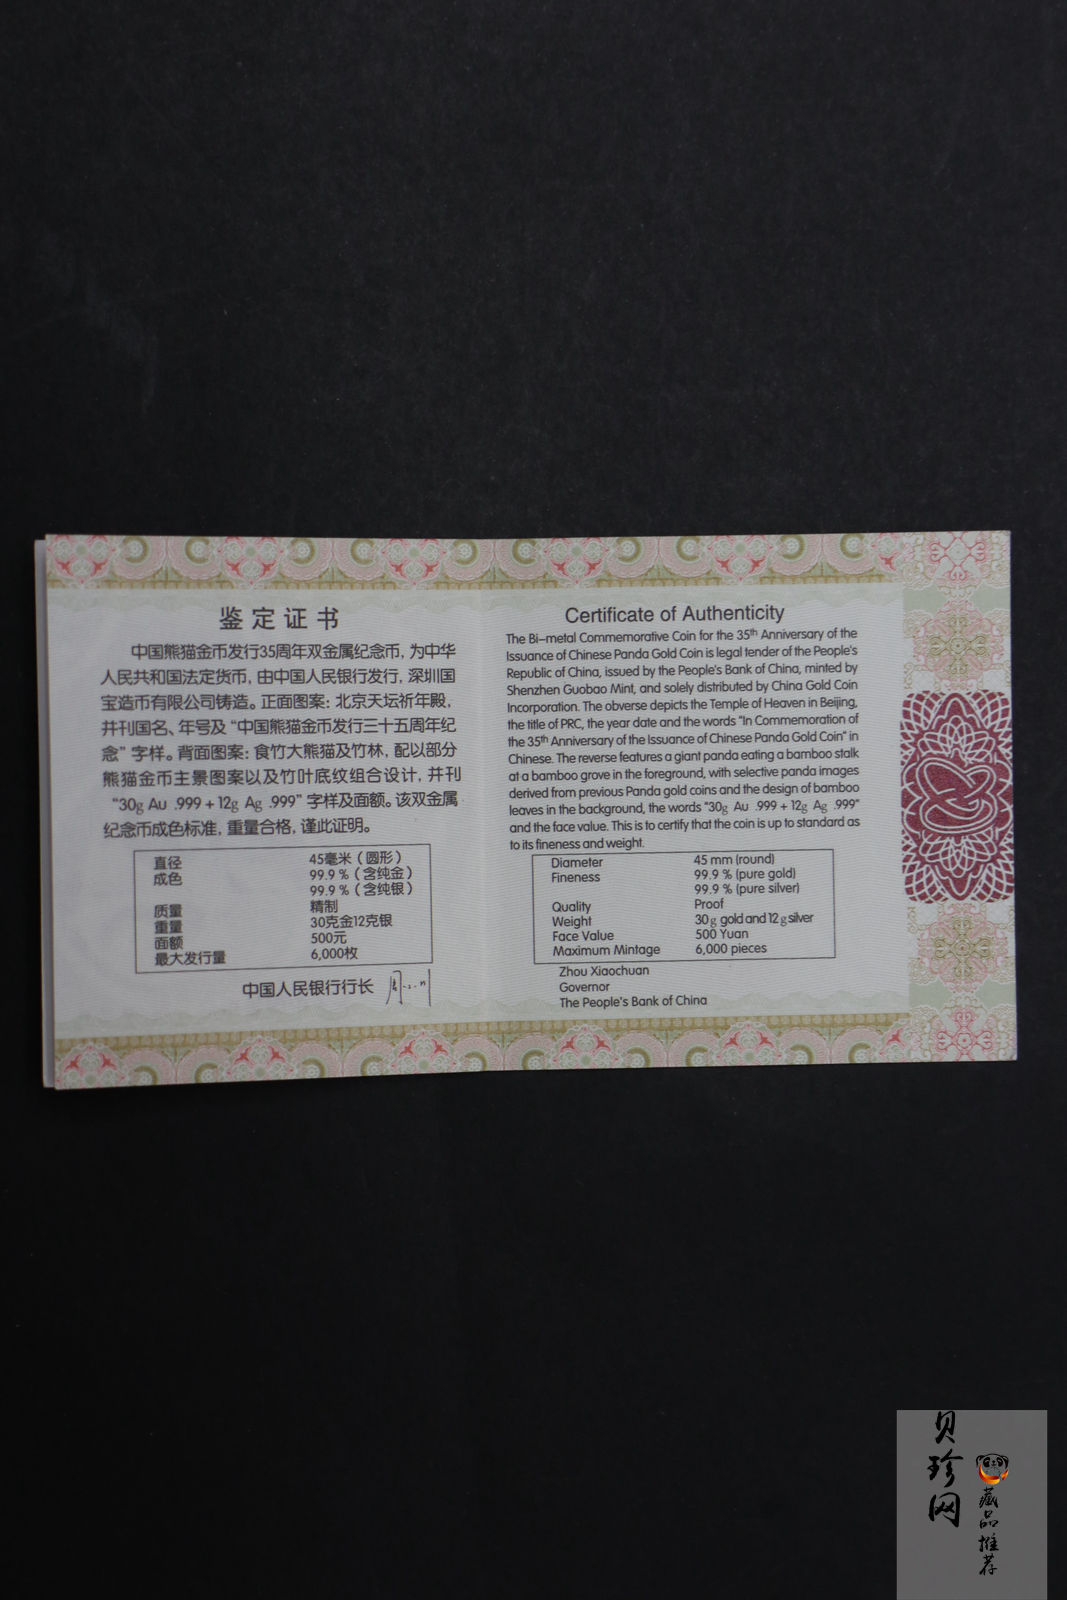 鉴定证书
中国熊猫金币发行35周年双金属纪念币，为中华
人民共和国法定货币，由中国人民银行发行，深圳国
宝造币有限公司铸造。正面图案：北京天坛祈年殿，
并刊国名、年号及“中国熊猫金币发行三十五周年纪
念”字样。背面图案：食竹大熊猫及竹林，配以部分
熊猫金币主景图案以及竹叶底纹组合设计，并刊
“30g Au .999 + 12g Ag .999”字样及面额。该双金属
纪念币成色标准，重量合格，谨此证明。
直径 45毫米（圆形）
成色 99.9 %（含纯金）
99.9 %（含纯银）
质量 精制
重量 30克金12克银
面额 500元
最大发行量 6,000枚
中国人民银行行长
Certificate of Authenticity
The Bi-metal Commemorative Coin for the 35th Anniversary of the
Issuance of Chinese Panda Gold Coin is legal tender of the People's
Republic of China, issued by the People's Bank of China, minted by
Shenzhen Guobao Mint, and solely distributed by China Gold Coin
Incorporation. The obverse depicts the Temple of Heaven in Beijing,
the title of PRC, the year date and the words "In Commemoration of
the 35th Anniversary of the Issuance of Chinese Panda Gold Coin" in
Chinese. The reverse features a giant panda eating a bamboo stalk
at a bamboo grove in the foreground, with selective panda images
derived from previous Panda gold coins and the design of bamboo
leaves in the background, the words "30g Au .999 + 12g Ag .999"
and the face value. This is to certify that the coin is up to standard as
to its fineness and weight.
Diameter 45 mm (round)
Fineness 99.9 % (pure gold)
99.9 % (pure silver)
Quality Proof
Weight 30g gold and 12g silver
Face Value 500 Yuan
Maximum Mintage 6,000 pieces
Zhou Xiaochuan
Governor
The People's Bank of China
贝珍网
藏品推荐